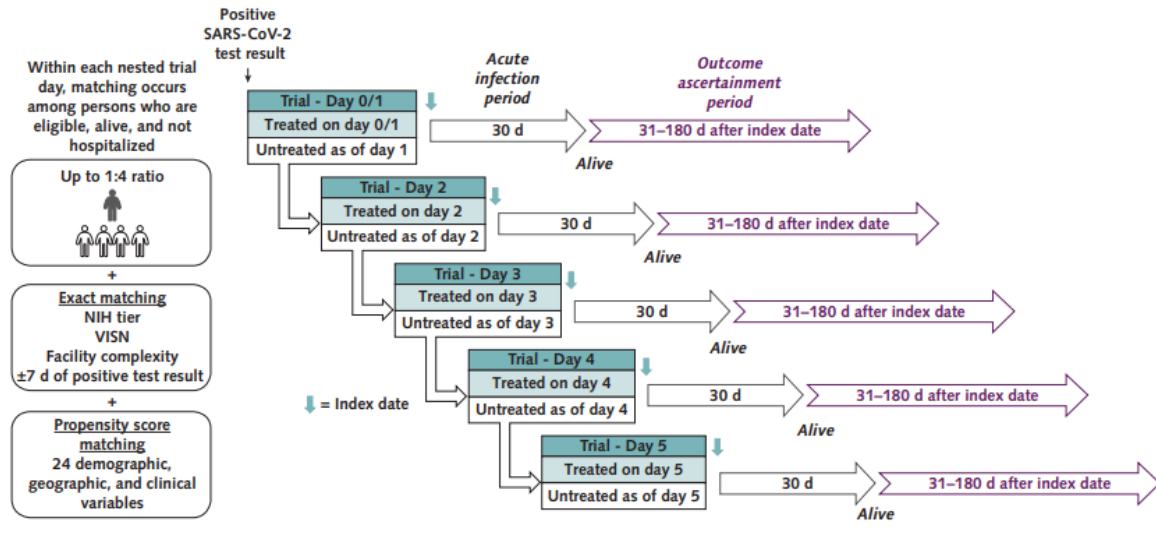 Positive
SARS-CoV-2
test result
Within each nested trial
day, matching occurs
among persons who are
eligible, alive, and not
hospitalized
Up to 1:4 ratio
+
Exact matching
NIH tier
VISN
Facility complexity
±7 d of positive test result
+
Propensity score
matching
24 demographic,
geographic, and clinical
variables
Acute
infection
period
Outcome
ascertainment
period
Trial - Day 0/1
Treated on day 0/1
Untreated as of day 1
30 d
Alive
31–180 d after index date
Trial - Day 2
Treated on day 2
Untreated as of day 2
30 d
Alive
31–180 d after index date
Trial - Day 3
Treated on day 3
Untreated as of day 3
30 d
Alive
31–180 d after index date
Trial - Day 4
Treated on day 4
Untreated as of day 4
30 d
Alive
31–180 d after index date
= Index date
Trial - Day 5
Treated on day 5
Untreated as of day 5
30 d
Alive
31–180 d after index date